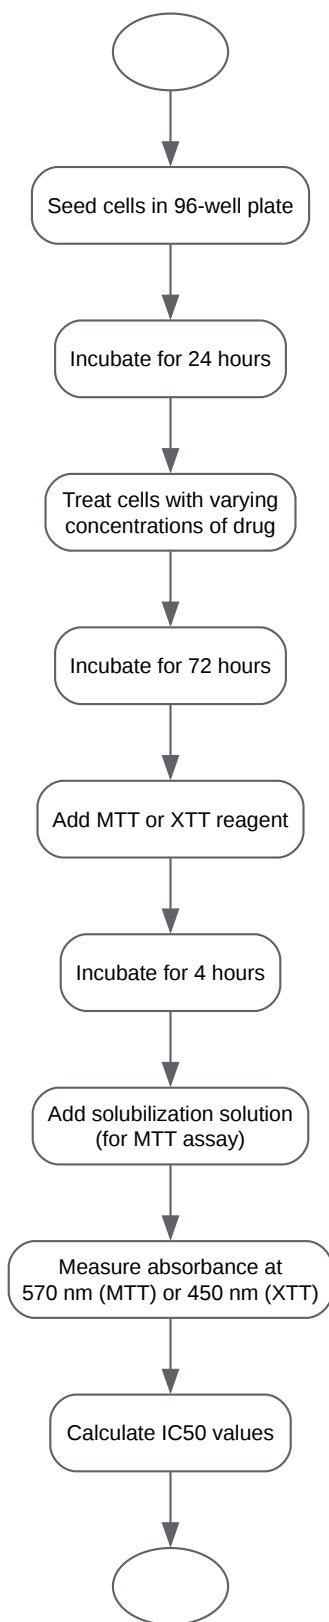 Seed cells in 96-well plate
Incubate for 24 hours
Treat cells with varying
concentrations of drug
Incubate for 72 hours
Add MTT or XTT reagent
Incubate for 4 hours
Add solubilization solution
(for MTT assay)
Measure absorbance at
570 nm (MTT) or 450 nm (XTT)
Calculate IC50 values